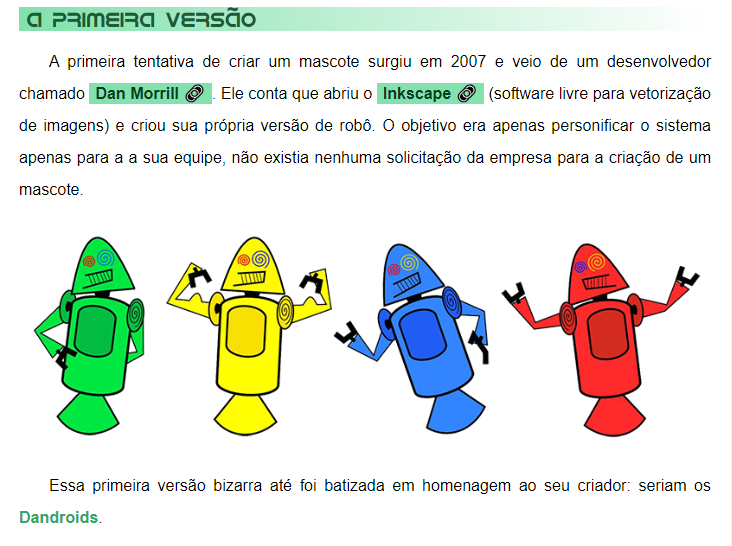 A PRIMEIRA VERSÃO
A primeira tentativa de criar um mascote surgiu em 2007 e veio de um desenvolvedor
chamado Dan Morrill . Ele conta que abriu o Inkscape (software livre para vetorização
de imagens) e criou sua própria versão de robô. O objetivo era apenas personificar o sistema
apenas para a a sua equipe, não existia nenhuma solicitação da empresa para a criação de um
mascote.
Essa primeira versão bizarra até foi batizada em homenagem ao seu criador: seriam os
Dandroids.